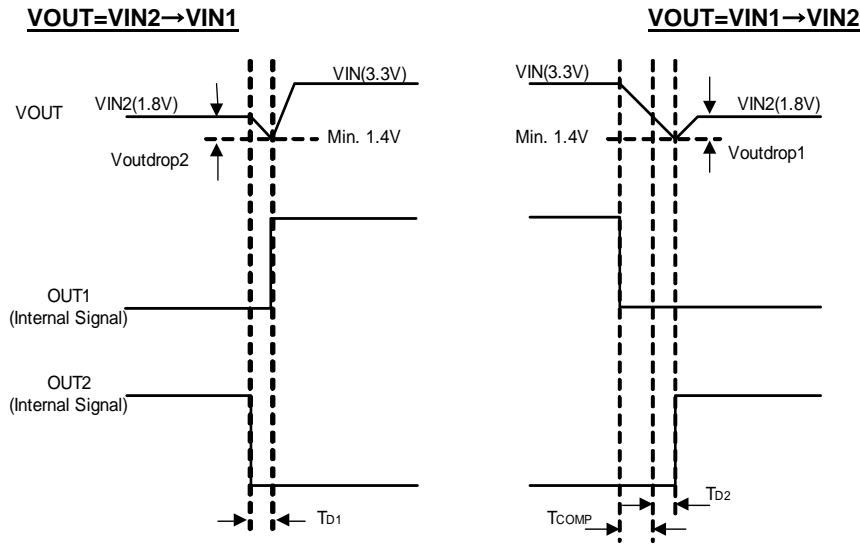 VOUT=VIN2→VIN1
VOUT=VIN1→VIN2
VIN(3.3V)
VIN2(1.8V)
VOUT
Min. 1.4V
Voutdrop2
VIN(3.3V)
VIN2(1.8V)
Min. 1.4V
Voutdrop1
OUT1
(Internal Signal)
OUT2
(Internal Signal)
TD1
TD2
TCOMP